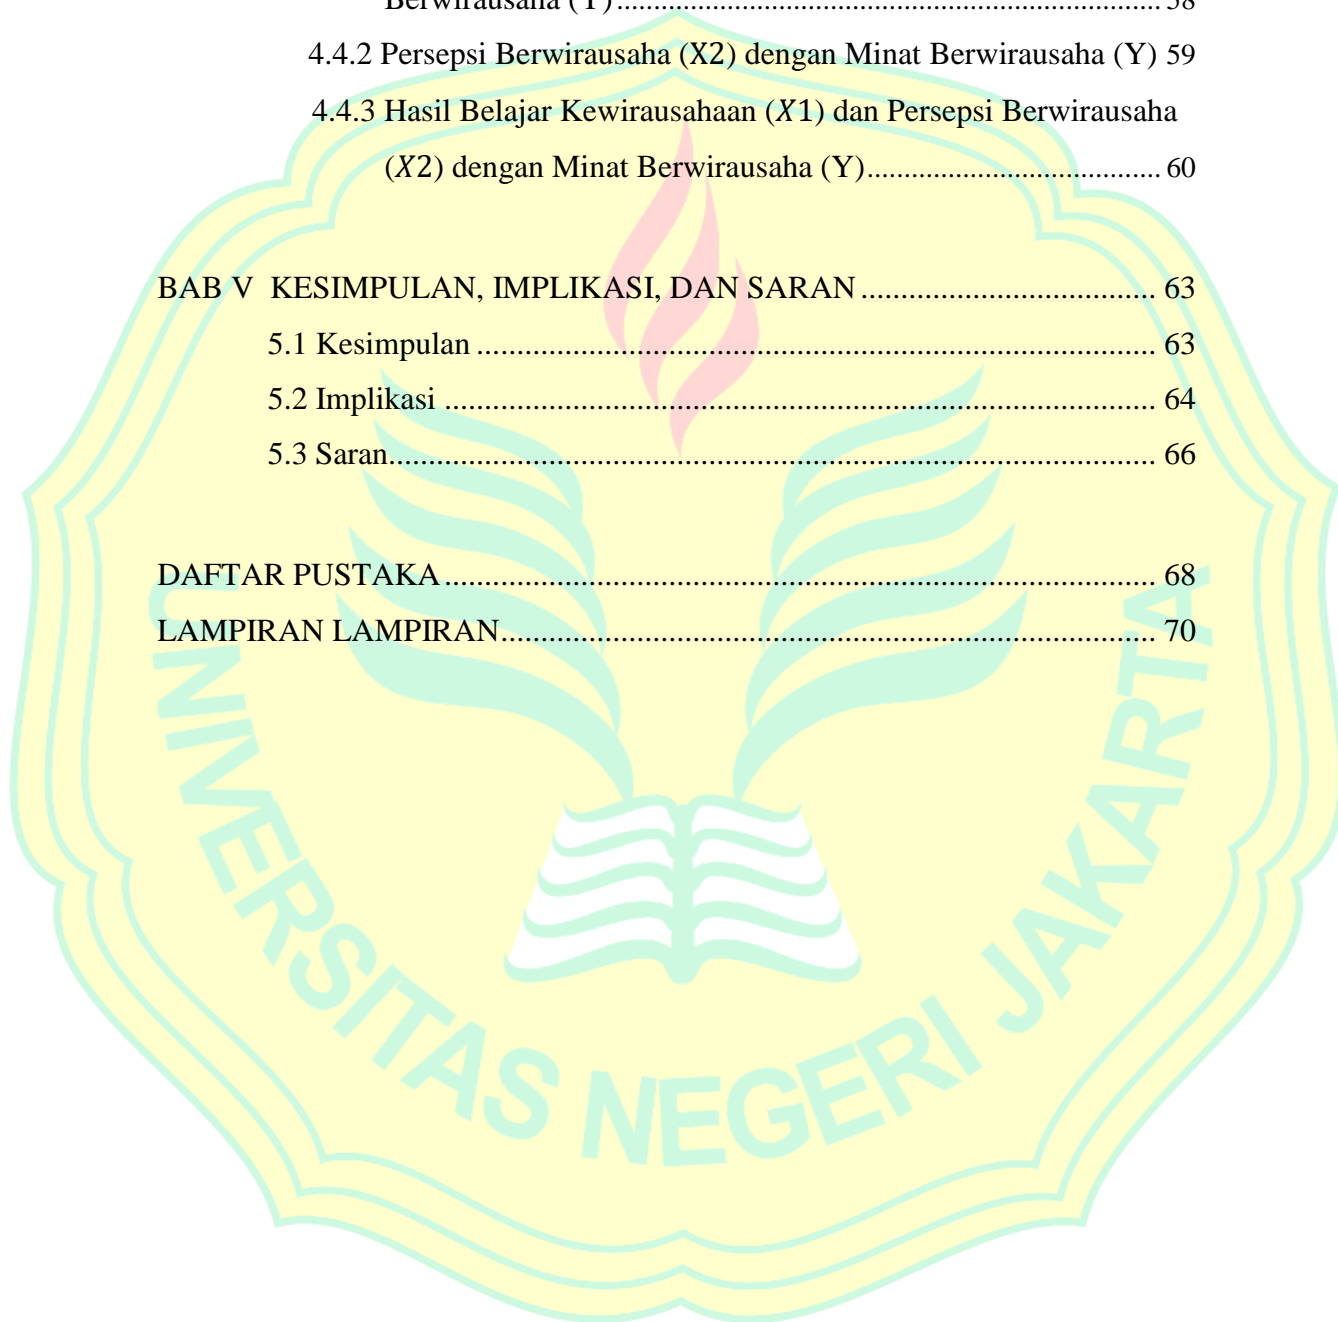 Berwirausaha (Y)....................................................................... 58
4.4.2 Persepsi Berwirausaha (X2) dengan Minat Berwirausaha (Y) 59
4.4.3 Hasil Belajar Kewirausahaan (X1) dan Persepsi Berwirausaha
(X2) dengan Minat Berwirausaha (Y)....................................... 60
BAB V KESIMPULAN, IMPLIKASI, DAN SARAN ..................................... 63
5.1 Kesimpulan ..................................................................................... 63
5.2 Implikasi ......................................................................................... 64
5.3 Saran................................................................................................ 66
DAFTAR PUSTAKA......................................................................................... 68
LAMPIRAN LAMPIRAN.................................................................................. 70
UNIVERSITAS NEGERI JAKARTA